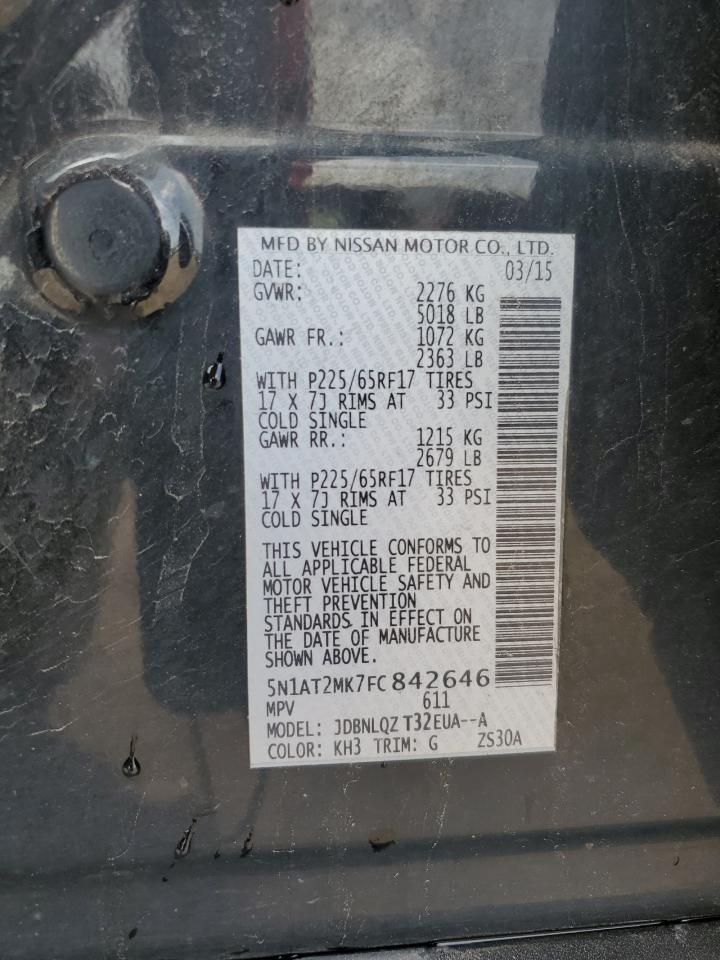 MFD BY NISSAN MOTOR CO., LTD.
DATE: 03/15
GVWR: 2276 KG
5018 LB
GAWR FR.: 1072 KG
2363 LB
WITH P225/65RF17 TIRES
17 X 7J RIMS AT 33 PSI
COLD SINGLE
GAWR RR.: 1215 KG
2679 LB
WITH P225/65RF17 TIRES
17 X 7J RIMS AT 33 PSI
COLD SINGLE
THIS VEHICLE CONFORMS TO
ALL APPLICABLE FEDERAL
MOTOR VEHICLE SAFETY AND
THEFT PREVENTION
STANDARDS IN EFFECT ON
THE DATE OF MANUFACTURE
SHOWN ABOVE.
5N1AT2MK7FC842646
MPV 611
MODEL: JDBNLQZ T32EUA--A
COLOR: KH3 TRIM: G ZS30A